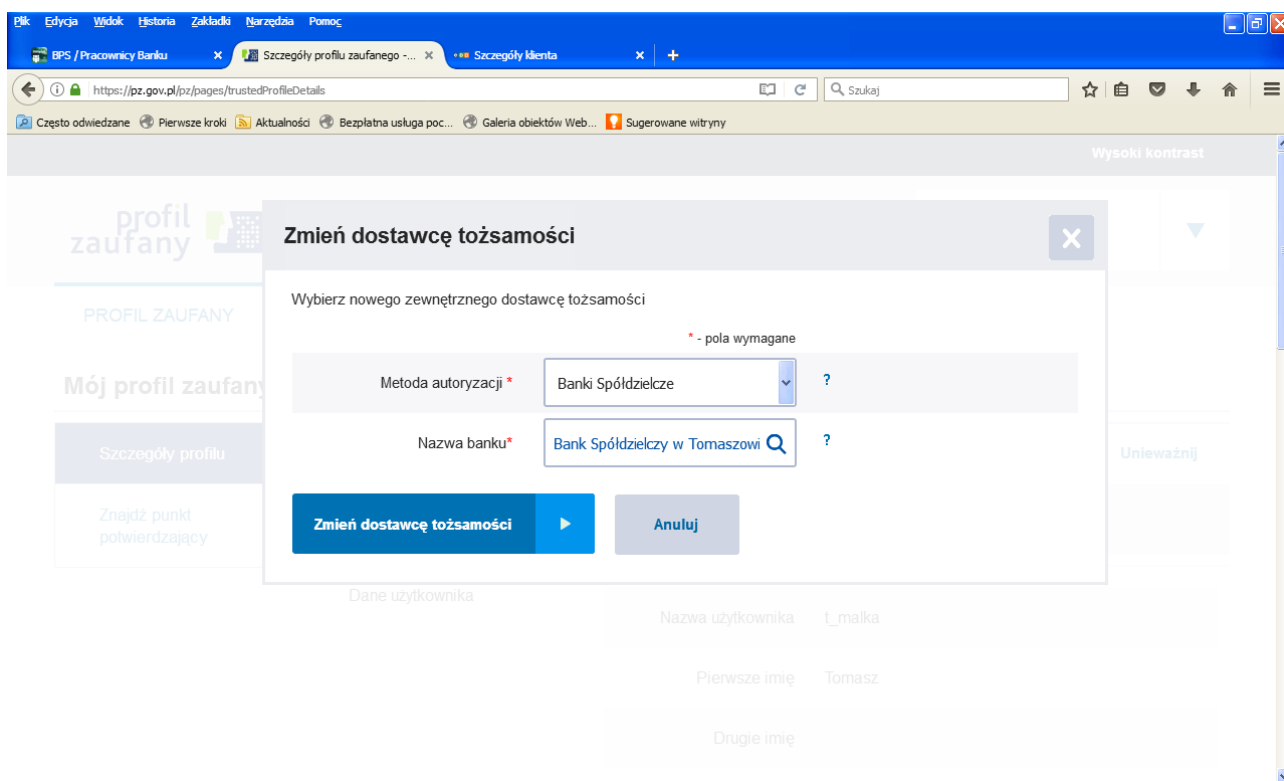 Plik Edycja Widok Historia Zakładki Narzędzia Pomoc
BPS / Pracownicy Banku
Szczegóły profilu zaufanego -...
Szczegóły klienta
https://pz.gov.pl/pz/pages/trustedProfileDetails
Szukaj
Często odwiedzane Pierwsze kroki Aktualności Bezpłatna usługa poc... Galeria obiektów Web... Sugerowane witryny
Wysoki kontrast
profil
zaufany
Zmień dostawcę tożsamości
Wybierz nowego zewnętrznego dostawcę tożsamości
PROFIL ZAUFANY
* - pola wymagane
Mój profil zaufany
Metoda autoryzacji *
Banki Spółdzielcze
?
Nazwa banku*
Bank Spółdzielczy w Tomaszowi
?
Szczegóły profilu
Unieważnij
Znajdź punkt
potwierdzający
Zmień dostawcę tożsamości
Anuluj
Dane użytkownika
Nazwa użytkownika t_malka
Pierwsze imię Tomasz
Drugie imię